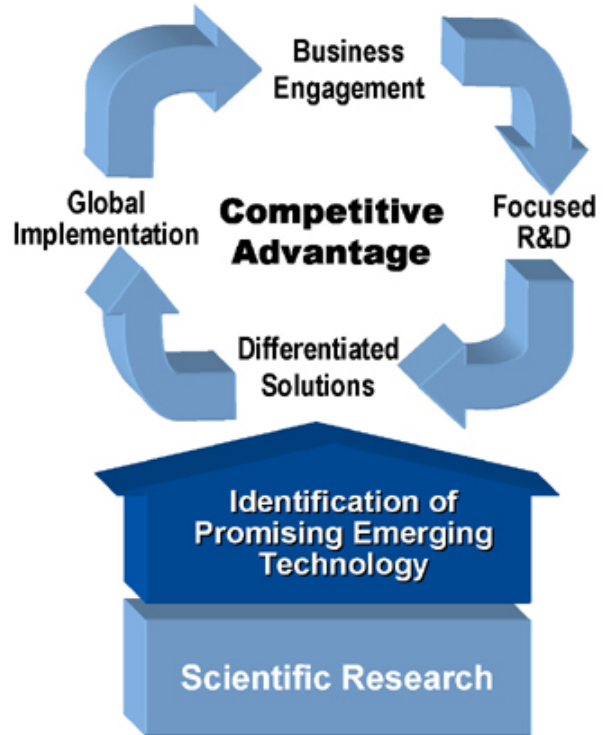 Business
Engagement
Global
Implementation
Competitive
Advantage
Focused
R&D
Differentiated
Solutions
Identification of
Promising Emerging
Technology
Scientific Research